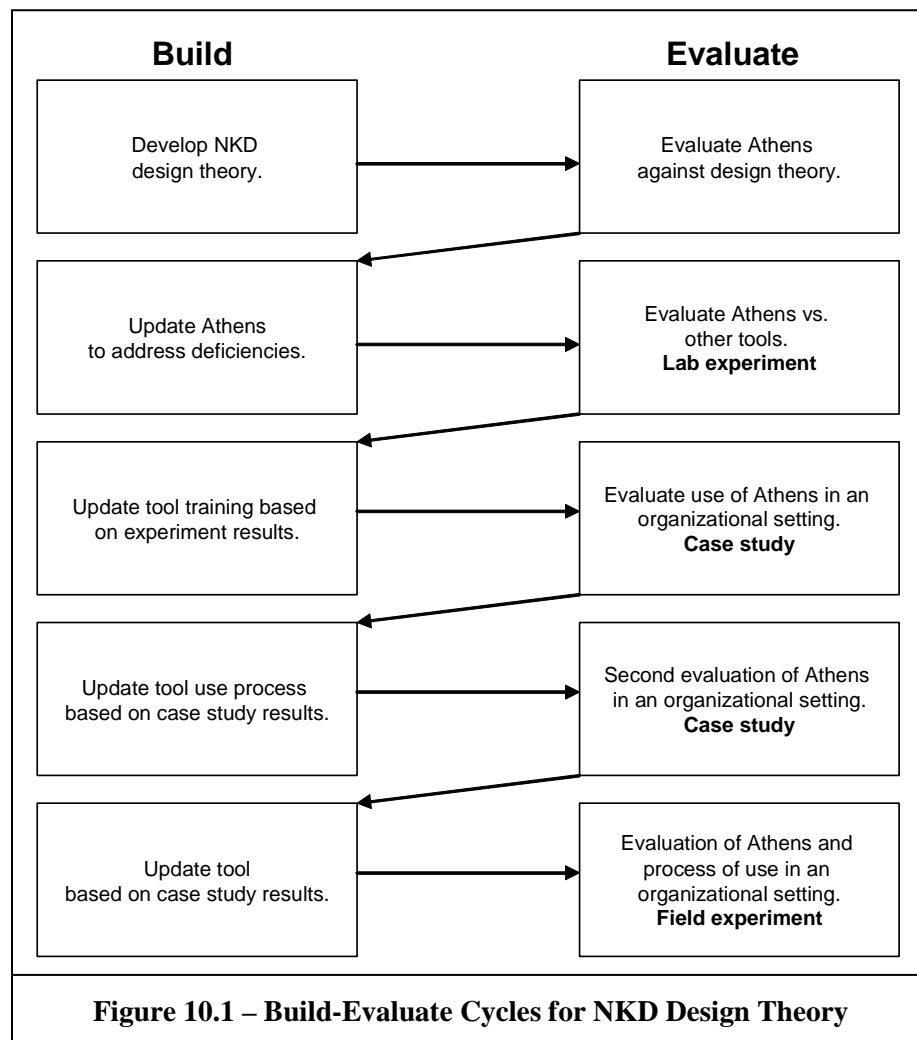 Build
Evaluate
Develop NKD
design theory.
Evaluate Athens
against design theory.
Update Athens
to address deficiencies.
Evaluate Athens vs.
other tools.
Lab experiment
Update tool training based
on experiment results.
Evaluate use of Athens in an
organizational setting.
Case study
Update tool use process
based on case study results.
Second evaluation of Athens
in an organizational setting.
Case study
Update tool
based on case study results.
Evaluation of Athens and
process of use in an
organizational setting.
Field experiment
Figure 10.1 – Build-Evaluate Cycles for NKD Design Theory